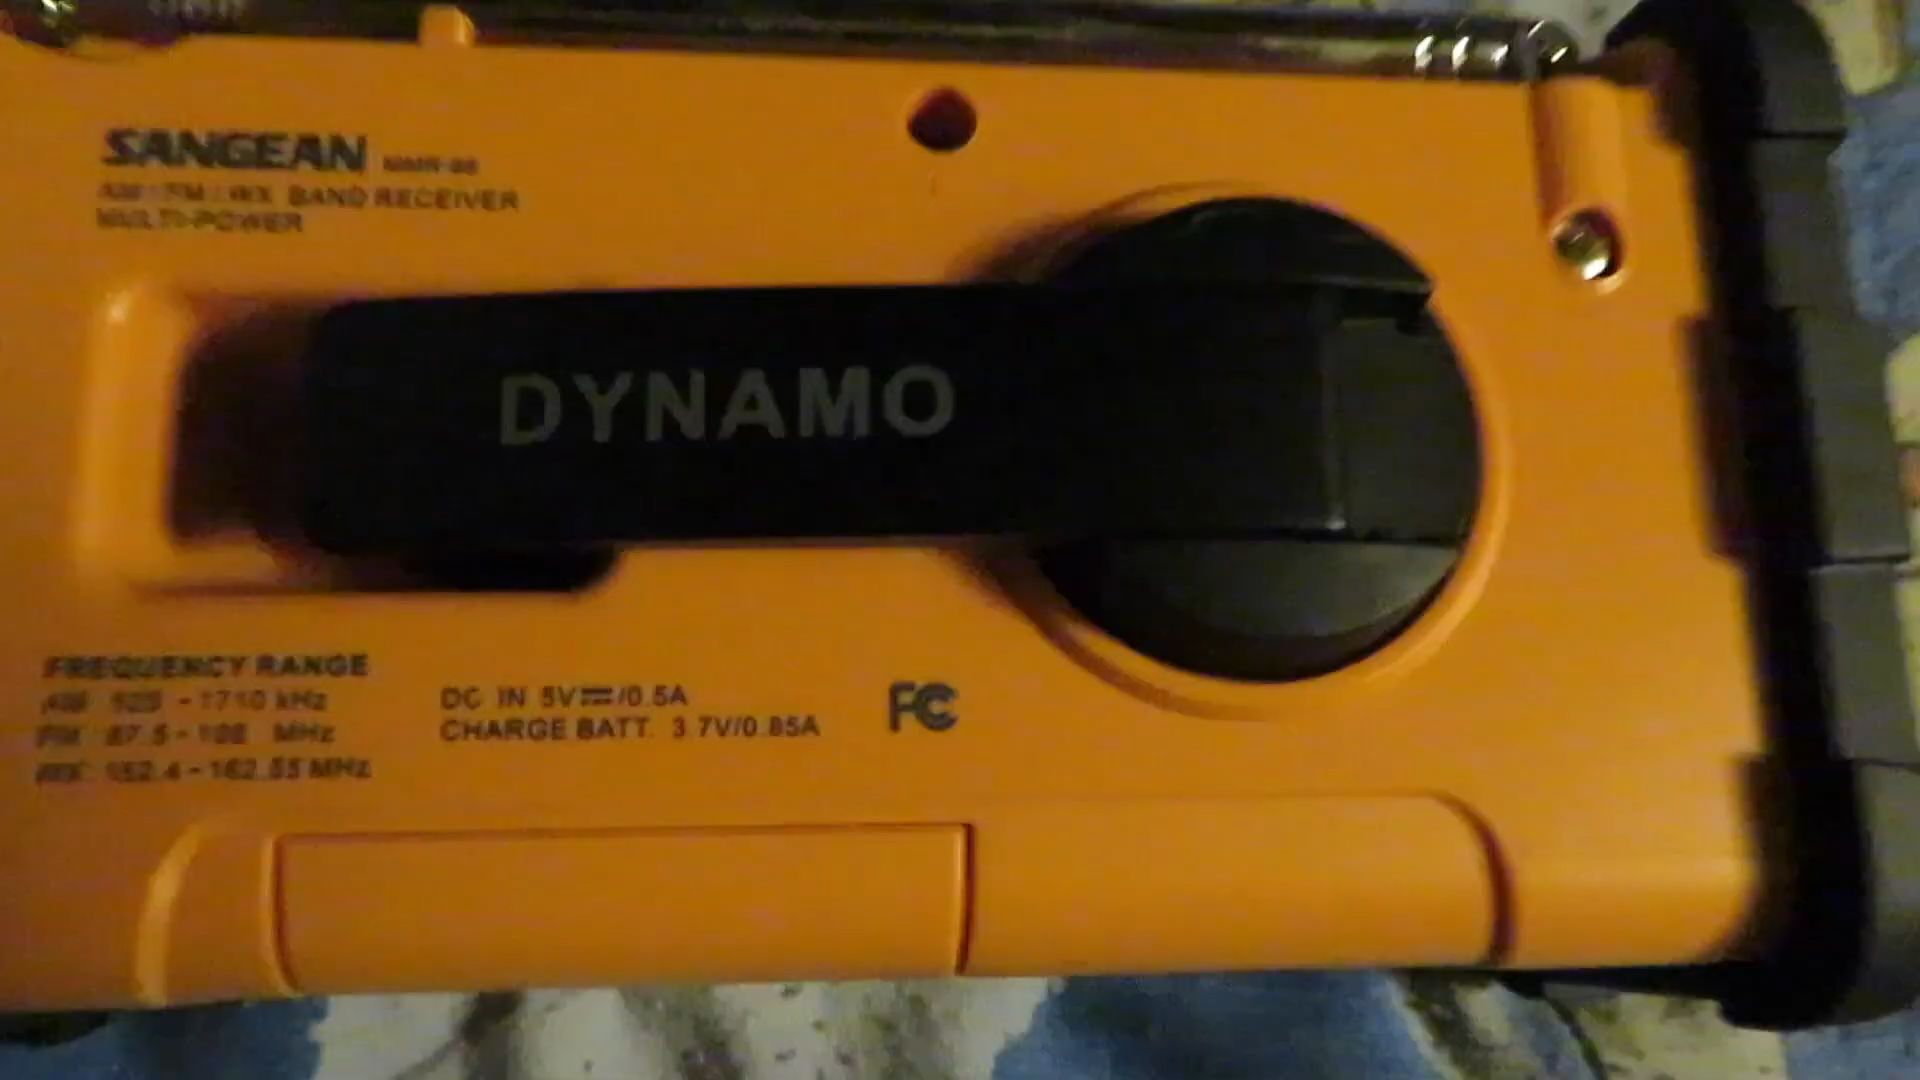 SANGEAN MMR-88
AM / FM / WX BAND RECEIVER
MULTI-POWER
DYNAMO
FREQUENCY RANGE
AM 520 - 1710 kHz
FM 87.5 - 108 MHz
WX 162.4 - 162.55 MHz
DC IN 5V⎓/0.5A
CHARGE BATT. 3.7V/0.85A
FC